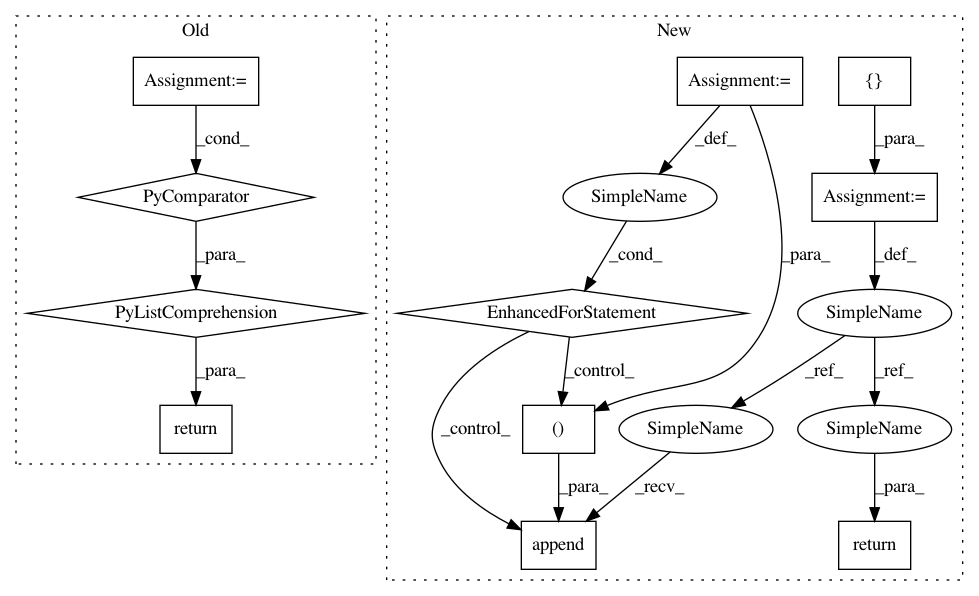 Old
New
Assignment:=
Assignment:=
{}
_cond_
_def_
_para_
PyComparator
SimpleName
Assignment:=
_para_
_cond_
_para_
_def_
PyListComprehension
EnhancedForStatement
SimpleName
_para_
_control_
_ref_
_ref_
return
_control_
()
SimpleName
SimpleName
_para_
_recv_
_para_
append
return